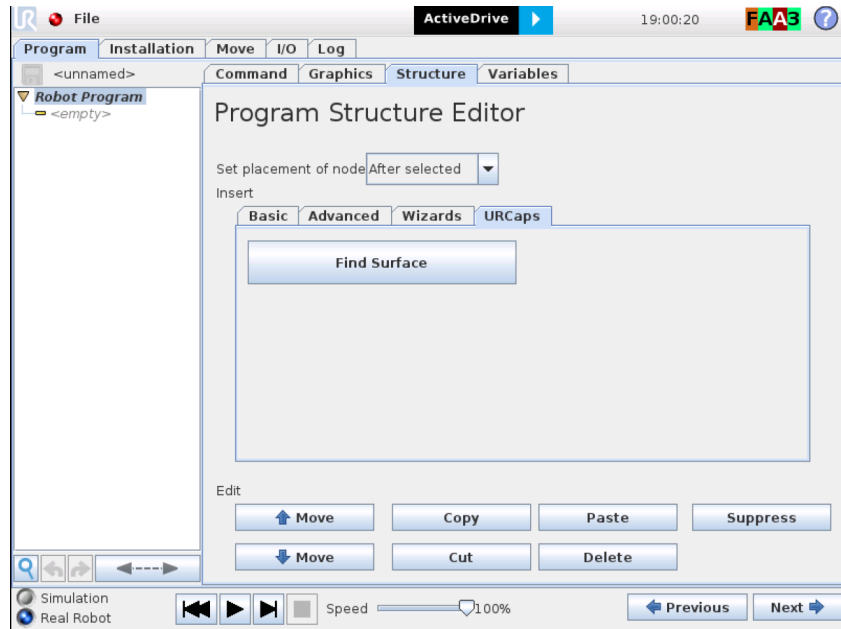 UR File ActiveDrive 19:00:20 FAA3 ?
Program Installation Move I/O Log
<unnamed> Command Graphics Structure Variables
Robot Program
<empty>
Program Structure Editor
Set placement of node After selected
Insert
Basic Advanced Wizards URCaps
Find Surface
Edit
Move Copy Paste Suppress
Move Cut Delete
Simulation
Real Robot
Speed 100% Previous Next